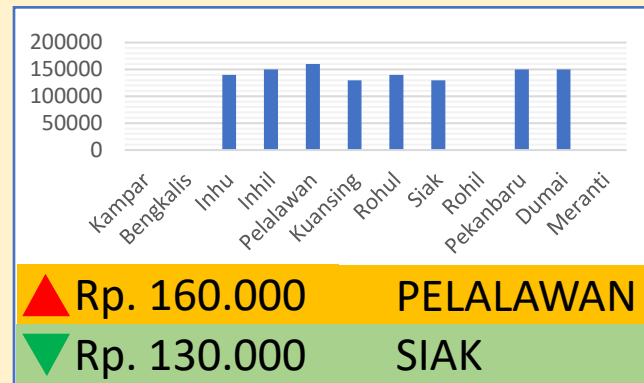 200000
150000
100000
50000
0
Kampar
Bengkalis
Inhu
Inhil
Pelalawan
Kuansing
Rohul
Siak
Rohil
Pekanbaru
Dumai
Meranti
Rp. 160.000 PELALAWAN
Rp. 130.000 SIAK